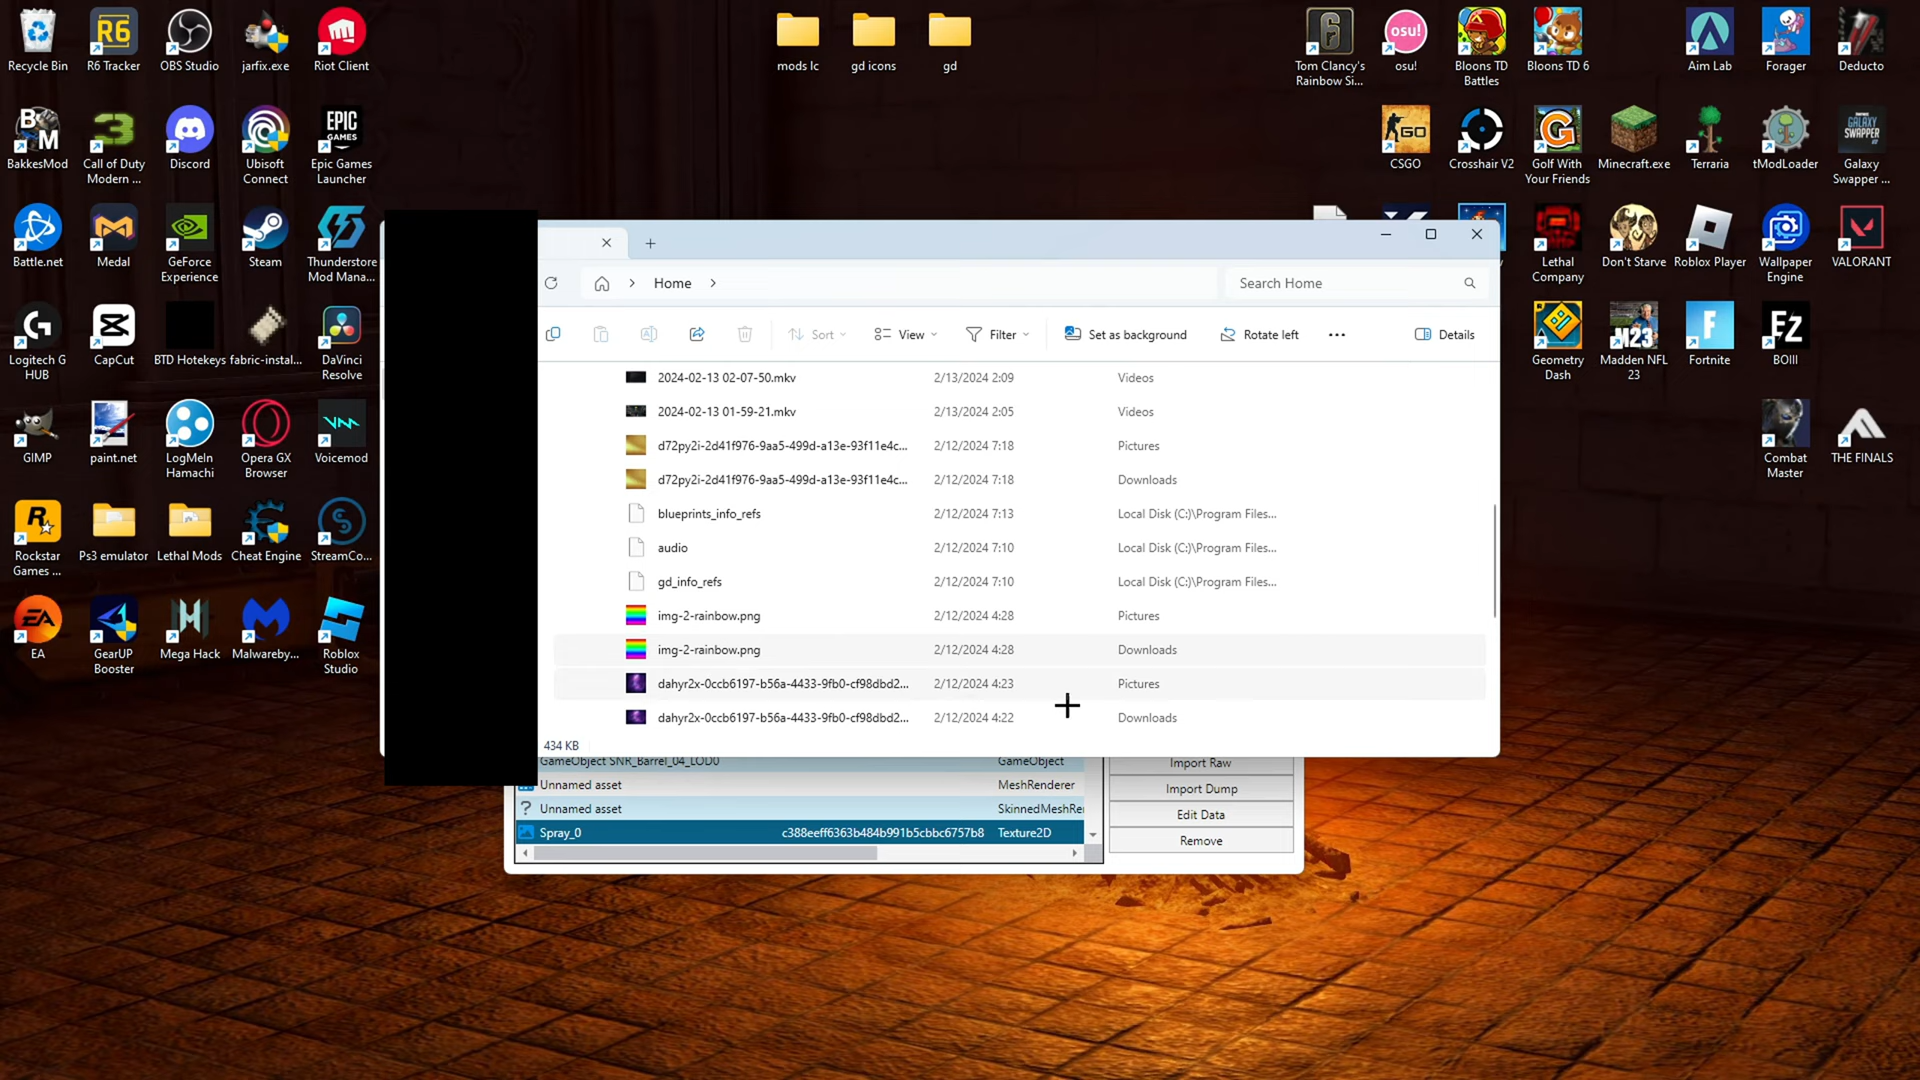 Recycle Bin
R6 Tracker
OBS Studio
jarfix.exe
Riot Client
mods lc
gd icons
gd
Tom Clancy's
Rainbow Si...
osu!
Bloons TD
Battles
Bloons TD 6
Aim Lab
Forager
Deducto
BakkesMod
Call of Duty
Modern ...
Discord
Ubisoft
Connect
Epic Games
Launcher
CSGO
Crosshair V2
Golf With
Your Friends
Minecraft.exe
Terraria
tModLoader
Galaxy
Swapper ...
Battle.net
Medal
GeForce
Experience
Steam
Thunderstore
Mod Mana...
Lethal
Company
Don't Starve
Roblox Player
Wallpaper
Engine
VALORANT
Logitech G
HUB
CapCut
BTD Hotkeys
fabric-instal...
DaVinci
Resolve
Geometry
Dash
Madden NFL
23
Fortnite
BOIII
GIMP
paint.net
LogMeIn
Hamachi
Opera GX
Browser
Voicemod
Combat
Master
THE FINALS
Rockstar
Games ...
Ps3 emulator
Lethal Mods
Cheat Engine
StreamCo...
EA
GearUP
Booster
Mega Hack
Malwareby...
Roblox
Studio
Home
Search Home
Sort
View
Filter
Set as background
Rotate left
Details
2024-02-13 02-07-50.mkv 2/13/2024 2:09 Videos
2024-02-13 01-59-21.mkv 2/13/2024 2:05 Videos
d72py2i-2d41f976-9aa5-499d-a13e-93f11e4c... 2/12/2024 7:18 Pictures
d72py2i-2d41f976-9aa5-499d-a13e-93f11e4c... 2/12/2024 7:18 Downloads
blueprints_info_refs 2/12/2024 7:13 Local Disk (C:)\Program Files...
audio 2/12/2024 7:10 Local Disk (C:)\Program Files...
gd_info_refs 2/12/2024 7:10 Local Disk (C:)\Program Files...
img-2-rainbow.png 2/12/2024 4:28 Pictures
img-2-rainbow.png 2/12/2024 4:28 Downloads
dahyr2x-0ccb6197-b56a-4433-9fb0-cf98dbd2... 2/12/2024 4:23 Pictures
dahyr2x-0ccb6197-b56a-4433-9fb0-cf98dbd2... 2/12/2024 4:22 Downloads
434 KB
GameObject SNR_Barrel_04_LOD0 GameObject
Unnamed asset MeshRenderer
Unnamed asset SkinnedMeshRe
Spray_0 c388eeff6363b484b991b5cbbc6757b8 Texture2D
Import Raw
Import Dump
Edit Data
Remove